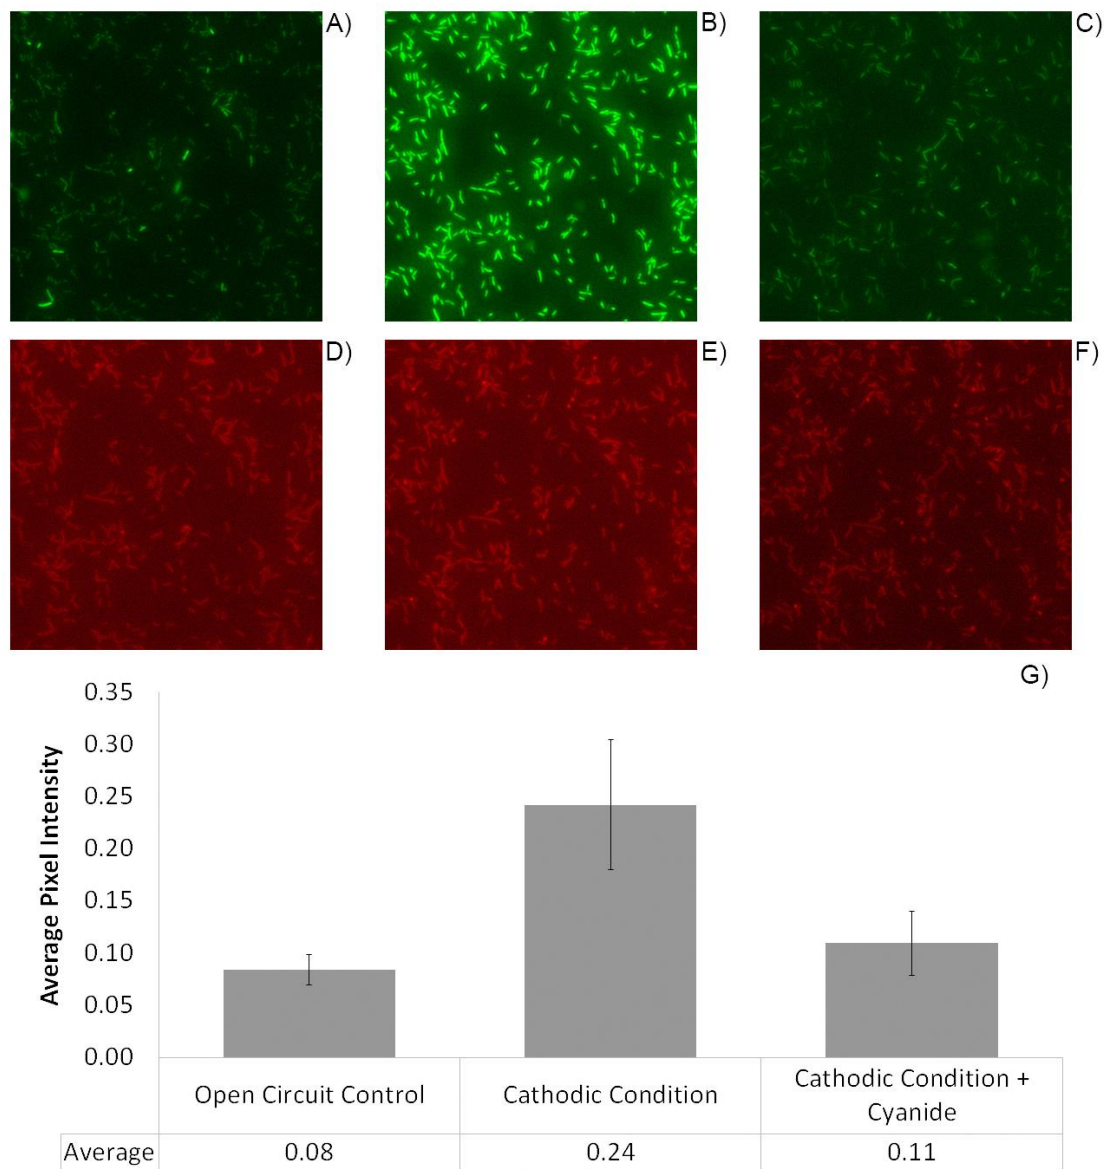 A)
B)
C)
D)
E)
F)
G)
0.35
0.30
0.25
0.20
0.15
0.10
0.05
0.00
Average Pixel Intensity
Open Circuit Control
Cathodic Condition
Cathodic Condition +
Cyanide
Average 0.08 0.24 0.11